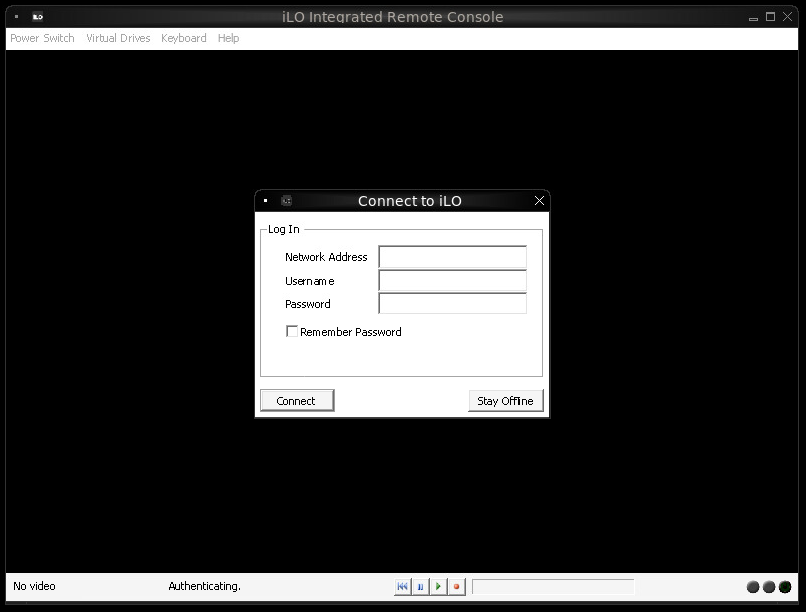 iLO Integrated Remote Console
Power Switch Virtual Drives Keyboard Help
Connect to iLO
Log In
Network Address
Username
Password
Remember Password
Connect Stay Offline
No video Authenticating.